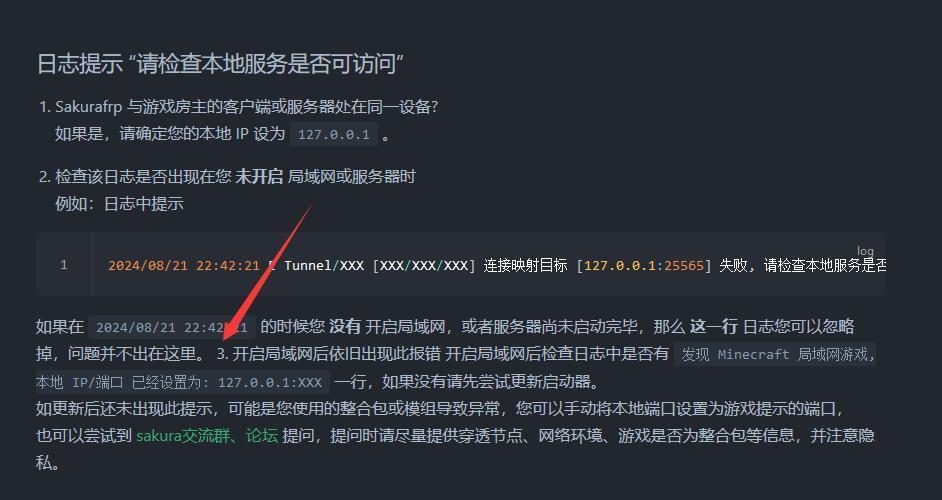 日志提示 “请检查本地服务是否可访问”
1. Sakurafrp 与游戏房主的客户端或服务器处在同一设备?
如果是，请确定您的本地 IP 设为 127.0.0.1 。
2. 检查该日志是否出现在您 未开启 局域网或服务器时
例如：日志中提示
log
1 2024/08/21 22:42:21 E Tunnel/XXX [XXX/XXX/XXX] 连接映射目标 [127.0.0.1:25565] 失败, 请检查本地服务是否
如果在 2024/08/21 22:42:21 的时候您 没有 开启局域网，或者服务器尚未启动完毕，那么 这一行 日志您可以忽略
掉，问题并不出在这里。 3. 开启局域网后依旧出现此报错 开启局域网后检查日志中是否有 发现 Minecraft 局域网游戏,
本地 IP/端口 已经设置为: 127.0.0.1:XXX 一行，如果没有请先尝试更新启动器。
如更新后还未出现此提示，可能是您使用的整合包或模组导致异常，您可以手动将本地端口设置为游戏提示的端口，
也可以尝试到 sakura交流群、论坛 提问，提问时请尽量提供穿透节点、网络环境、游戏是否为整合包等信息，并注意隐
私。